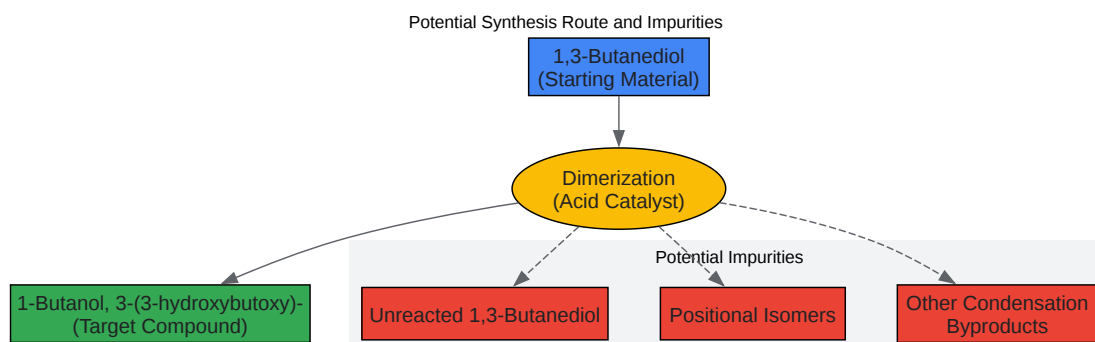 Potential Synthesis Route and Impurities
1,3-Butanediol
(Starting Material)
Dimerization
(Acid Catalyst)
Potential Impurities
1-Butanol, 3-(3-hydroxybutoxy)-
(Target Compound)
Unreacted 1,3-Butanediol
Positional Isomers
Other Condensation
Byproducts